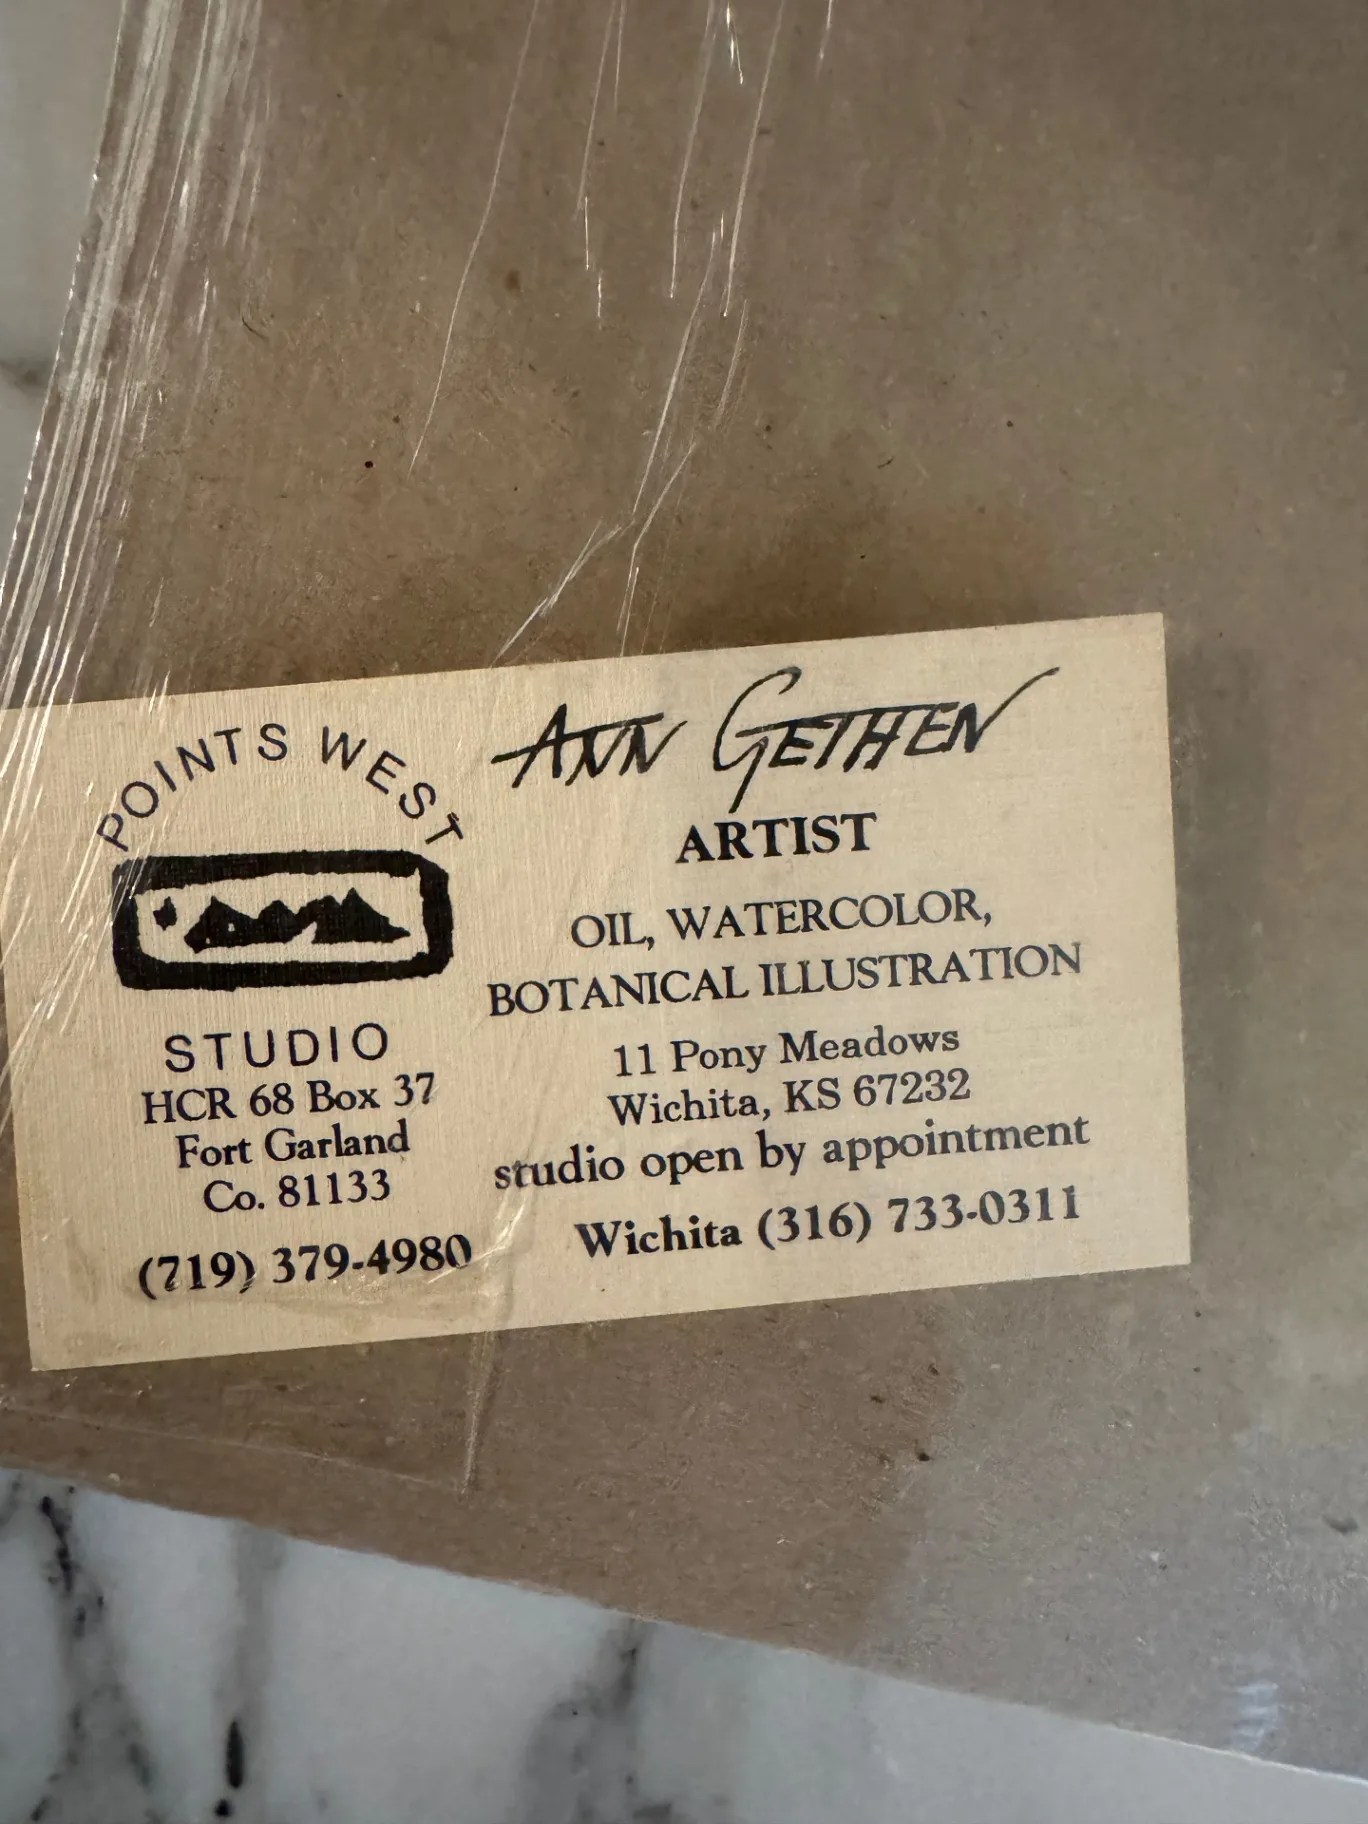 POINTS WEST
STUDIO
HCR 68 Box 37
Fort Garland
Co. 81133
(719) 379-4980
ANN GETHEN
ARTIST
OIL, WATERCOLOR,
BOTANICAL ILLUSTRATION
11 Pony Meadows
Wichita, KS 67232
studio open by appointment
Wichita (316) 733-0311